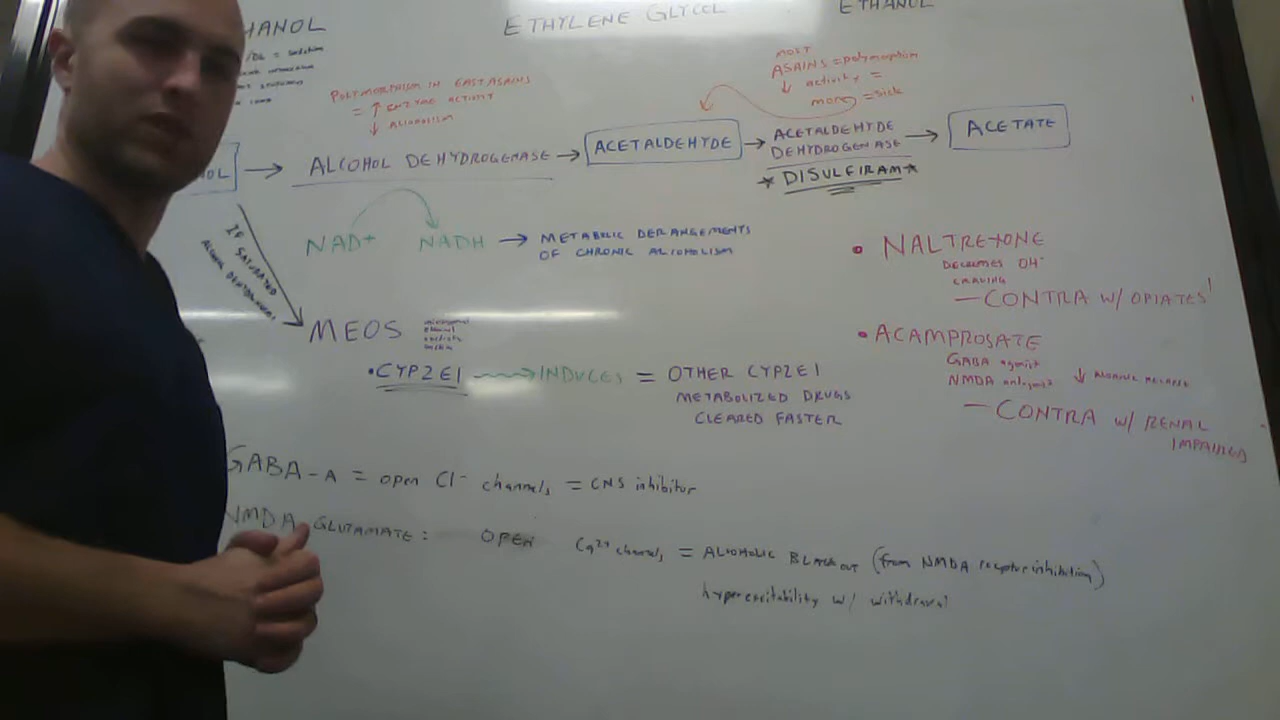 HANOL
ETHYLENE GLYCOL
ETHANOL
POLYMORPHISM IN EAST ASAINS
= ↑ ENZYME ACTIVITY
↓ ALCOHOLISM
MOST
ASAINS = polymorphism
↓ activity =
more = sick
OL → ALCOHOL DEHYDROGENASE → ACETALDEHYDE → ACETALDEHYDE DEHYDROGENASE → ACETATE
* DISULFIRAM *
IF SATURATED
ALCOHOL DEHYDROGENASE
NAD+ NADH → METABOLIC DERANGEMENTS
OF CHRONIC ALCOHOLISM
• NALTREXONE
DECREASES OH-
CRAVING
- CONTRA W/ OPIATES!
MEOS
• CYP2E1 → INDUCES = OTHER CYP2E1
METABOLIZED DRUGS
CLEARED FASTER
• ACAMPROSATE
GABA agonist
NMDA antagonist ↓ ALCOHOL RELAPSE
- CONTRA W/ RENAL
IMPAIRED
GABA-A = open Cl- channels = CNS inhibitor
NMDA GLUTAMATE: OPEN Ca2+ channels = ALCOHOLIC BLACKOUT (from NMDA receptor inhibition)
hyperexcitability w/ withdrawal